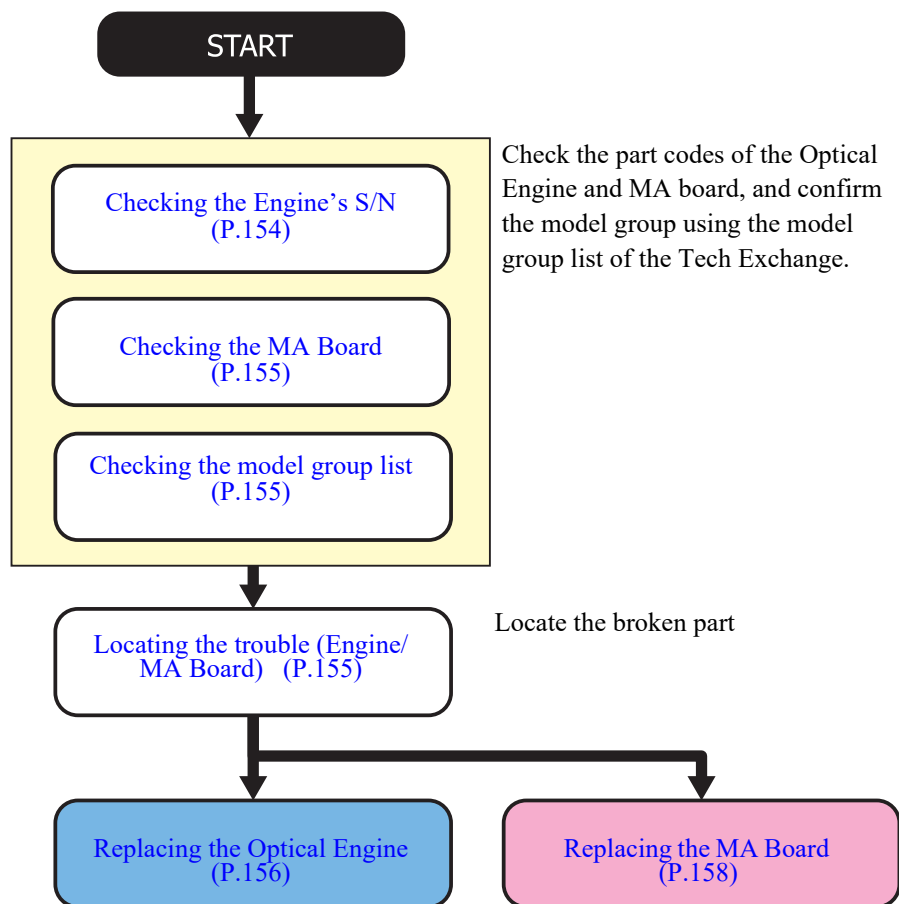 START
Check the part codes of the Optical
Engine and MA board, and confirm
the model group using the model
group list of the Tech Exchange.
Checking the Engine’s S/N
(P.154)
Checking the MA Board
(P.155)
Checking the model group list
(P.155)
Locating the trouble (Engine/
MA Board) (P.155)
Locate the broken part
Replacing the Optical Engine
(P.156)
Replacing the MA Board
(P.158)